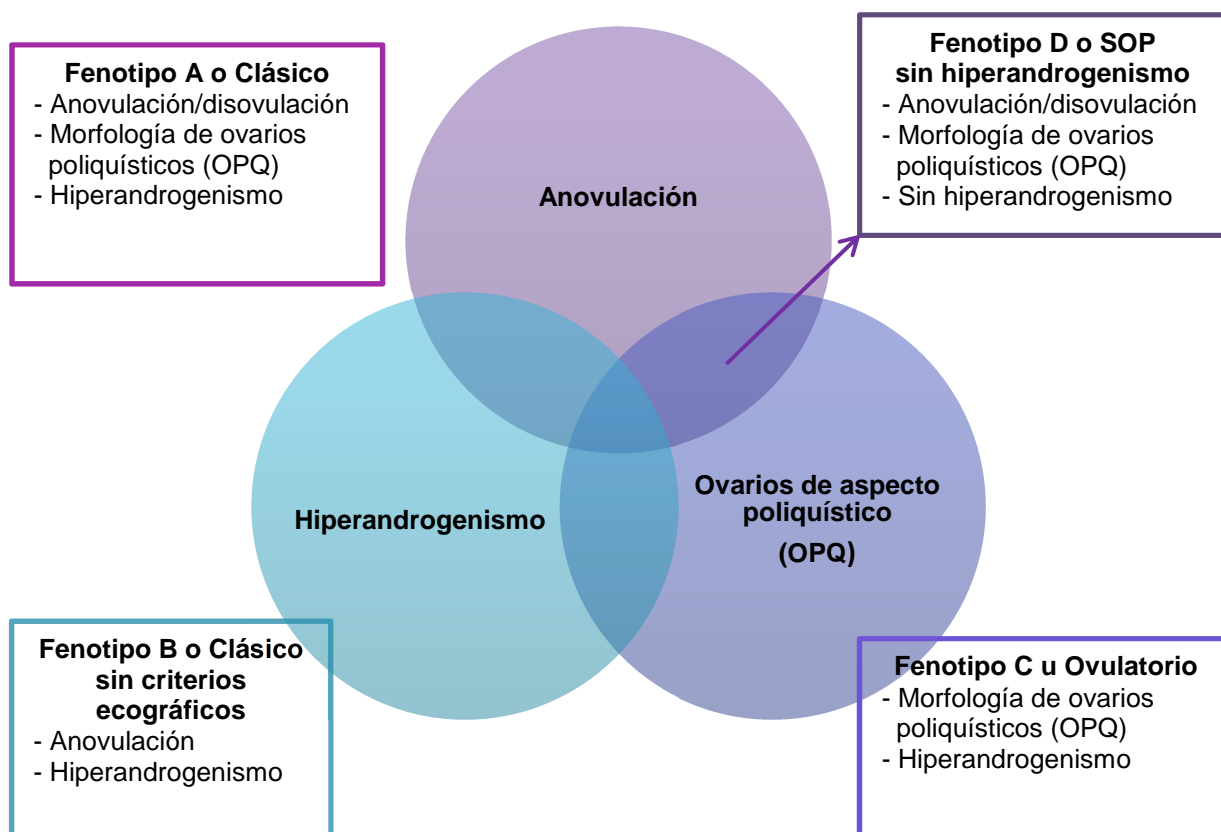 Fenotipo A o Clásico
- Anovulación/disovulación
- Morfología de ovarios
poliquísticos (OPQ)
- Hiperandrogenismo
Fenotipo D o SOP
sin hiperandrogenismo
- Anovulación/disovulación
- Morfología de ovarios
poliquísticos (OPQ)
- Sin hiperandrogenismo
Anovulación
Hiperandrogenismo
Ovarios de aspecto
poliquístico
(OPQ)
Fenotipo B o Clásico
sin criterios
ecográficos
- Anovulación
- Hiperandrogenismo
Fenotipo C u Ovulatorio
- Morfología de ovarios
poliquísticos (OPQ)
- Hiperandrogenismo